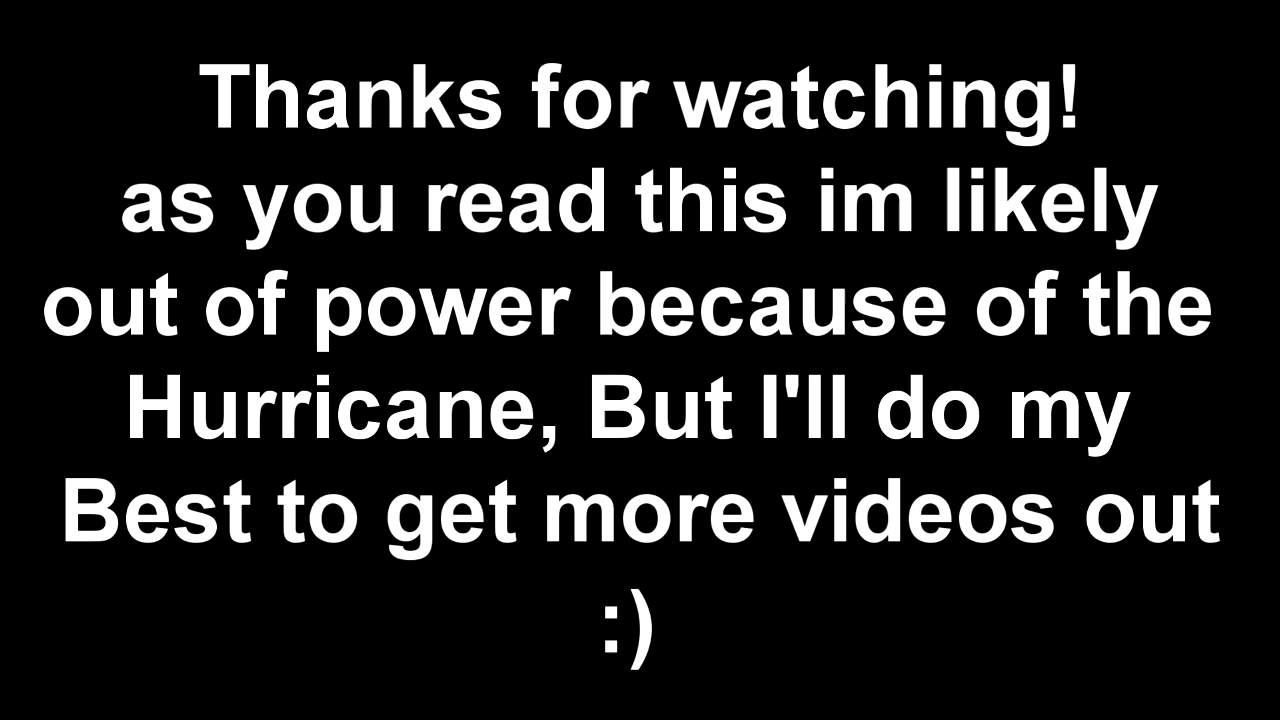 Thanks for watching!
as you read this im likely
out of power because of the
Hurricane, But I'll do my
Best to get more videos out
:)